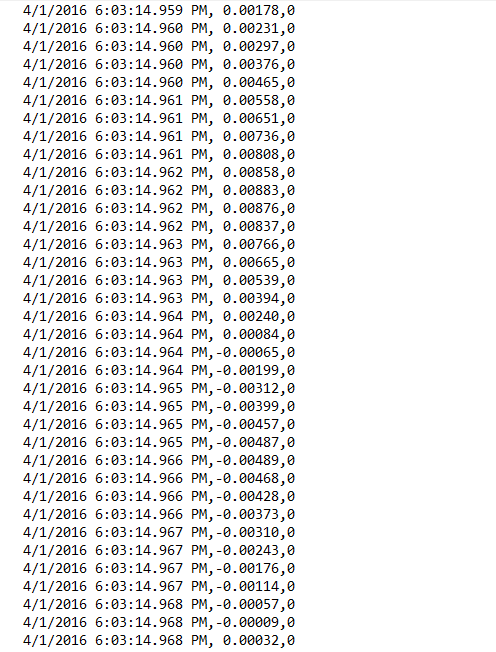 4/1/2016 6:03:14.959 PM, 0.00178,0
4/1/2016 6:03:14.960 PM, 0.00231,0
4/1/2016 6:03:14.960 PM, 0.00297,0
4/1/2016 6:03:14.960 PM, 0.00376,0
4/1/2016 6:03:14.960 PM, 0.00465,0
4/1/2016 6:03:14.961 PM, 0.00558,0
4/1/2016 6:03:14.961 PM, 0.00651,0
4/1/2016 6:03:14.961 PM, 0.00736,0
4/1/2016 6:03:14.961 PM, 0.00808,0
4/1/2016 6:03:14.962 PM, 0.00858,0
4/1/2016 6:03:14.962 PM, 0.00883,0
4/1/2016 6:03:14.962 PM, 0.00876,0
4/1/2016 6:03:14.962 PM, 0.00837,0
4/1/2016 6:03:14.963 PM, 0.00766,0
4/1/2016 6:03:14.963 PM, 0.00665,0
4/1/2016 6:03:14.963 PM, 0.00539,0
4/1/2016 6:03:14.963 PM, 0.00394,0
4/1/2016 6:03:14.964 PM, 0.00240,0
4/1/2016 6:03:14.964 PM, 0.00084,0
4/1/2016 6:03:14.964 PM,-0.00065,0
4/1/2016 6:03:14.964 PM,-0.00199,0
4/1/2016 6:03:14.965 PM,-0.00312,0
4/1/2016 6:03:14.965 PM,-0.00399,0
4/1/2016 6:03:14.965 PM,-0.00457,0
4/1/2016 6:03:14.965 PM,-0.00487,0
4/1/2016 6:03:14.966 PM,-0.00489,0
4/1/2016 6:03:14.966 PM,-0.00468,0
4/1/2016 6:03:14.966 PM,-0.00428,0
4/1/2016 6:03:14.966 PM,-0.00373,0
4/1/2016 6:03:14.967 PM,-0.00310,0
4/1/2016 6:03:14.967 PM,-0.00243,0
4/1/2016 6:03:14.967 PM,-0.00176,0
4/1/2016 6:03:14.967 PM,-0.00114,0
4/1/2016 6:03:14.968 PM,-0.00057,0
4/1/2016 6:03:14.968 PM,-0.00009,0
4/1/2016 6:03:14.968 PM, 0.00032,0